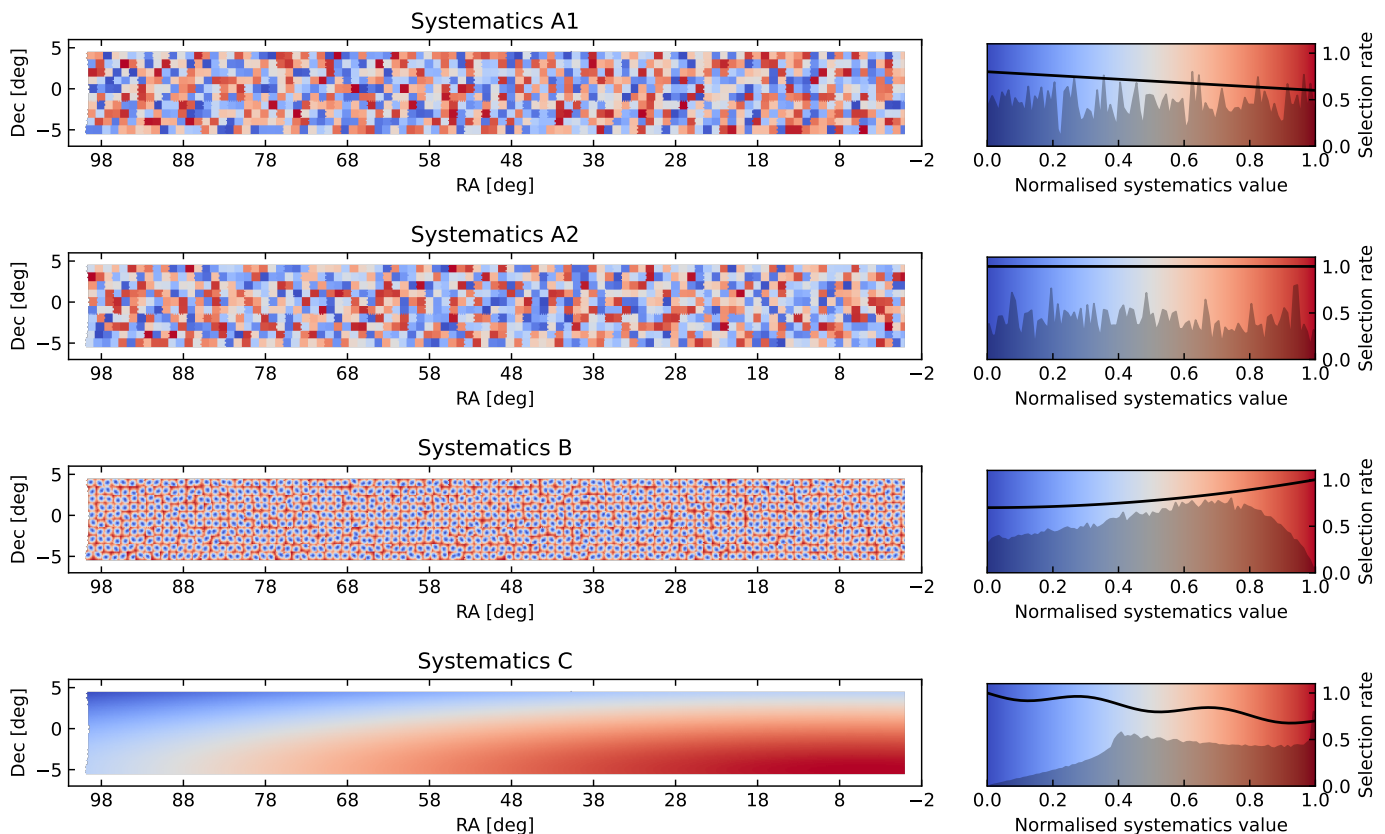 Systematics A1
Dec [deg]
5
0
−5
98 88 78 68 58 48 38 28 18 8 −2
RA [deg]
1.0
0.5
0.0
Selection rate
0.0 0.2 0.4 0.6 0.8 1.0
Normalised systematics value
Systematics A2
Dec [deg]
5
0
−5
98 88 78 68 58 48 38 28 18 8 −2
RA [deg]
1.0
0.5
0.0
Selection rate
0.0 0.2 0.4 0.6 0.8 1.0
Normalised systematics value
Systematics B
Dec [deg]
5
0
−5
98 88 78 68 58 48 38 28 18 8 −2
RA [deg]
1.0
0.5
0.0
Selection rate
0.0 0.2 0.4 0.6 0.8 1.0
Normalised systematics value
Systematics C
Dec [deg]
5
0
−5
98 88 78 68 58 48 38 28 18 8 −2
RA [deg]
1.0
0.5
0.0
Selection rate
0.0 0.2 0.4 0.6 0.8 1.0
Normalised systematics value